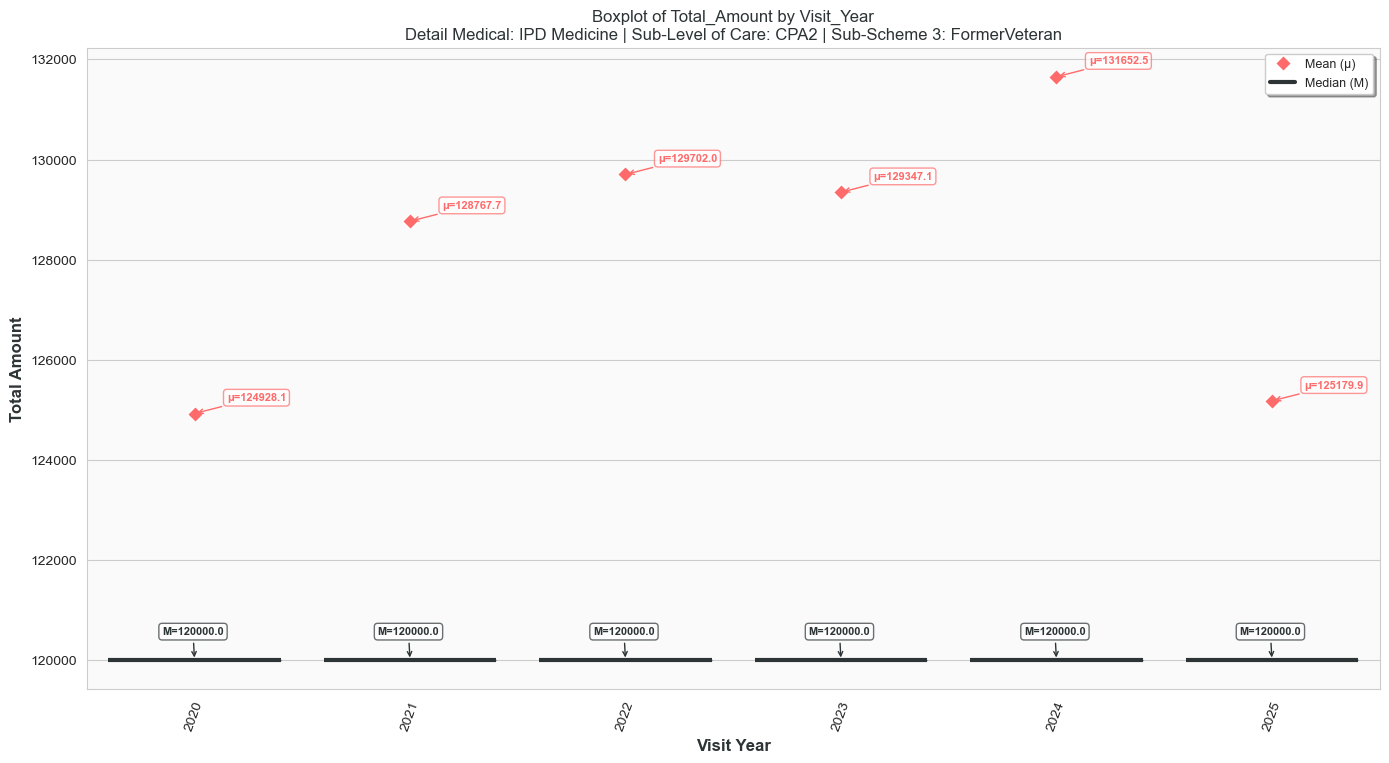 Boxplot of Total_Amount by Visit_Year
Detail Medical: IPD Medicine | Sub-Level of Care: CPA2 | Sub-Scheme 3: FormerVeteran
Mean (μ)
Median (M)
132000
130000
128000
126000
124000
122000
120000
Total Amount
μ=124928.1
μ=128767.7
μ=129702.0
μ=129347.1
μ=131652.5
μ=125179.9
M=120000.0
M=120000.0
M=120000.0
M=120000.0
M=120000.0
M=120000.0
2020
2021
2022
2023
2024
2025
Visit Year